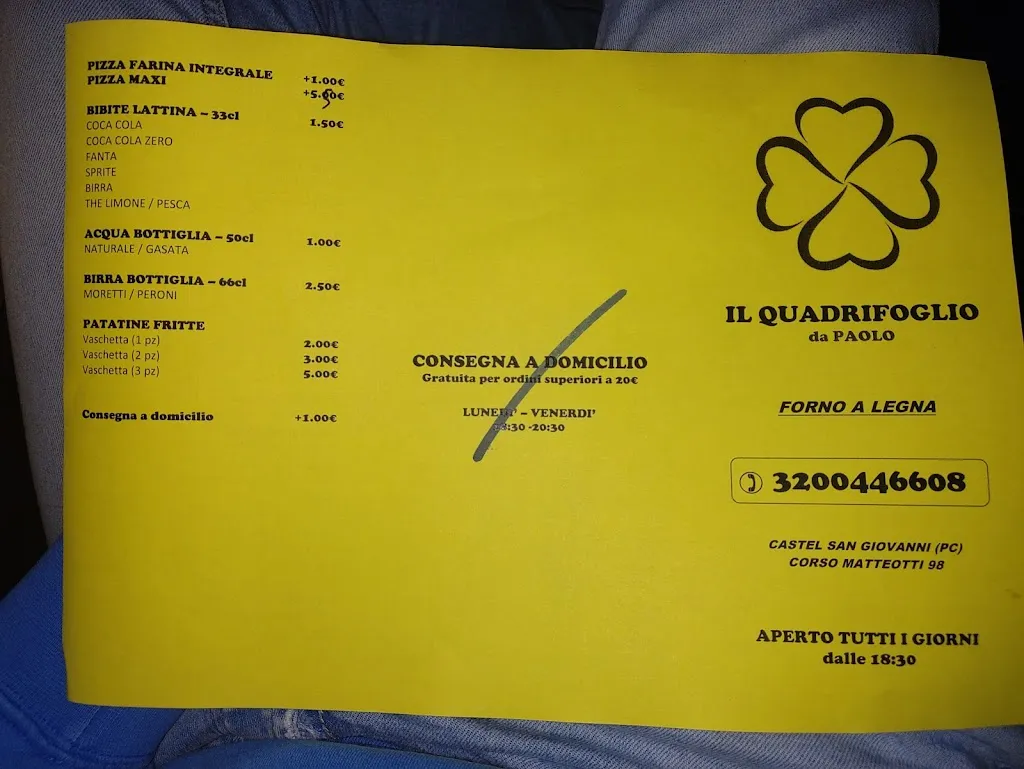 PIZZA FARINA INTEGRALE +1.00€
PIZZA MAXI +5.00€
BIBITE LATTINA – 33cl 1.50€
COCA COLA
COCA COLA ZERO
FANTA
SPRITE
BIRRA
THE LIMONE / PESCA
ACQUA BOTTIGLIA – 50cl 1.00€
NATURALE / GASATA
BIRRA BOTTIGLIA – 66cl 2.50€
MORETTI / PERONI
PATATINE FRITTE
Vaschetta (1 pz) 2.00€
Vaschetta (2 pz) 3.00€
Vaschetta (3 pz) 5.00€
Consegna a domicilio +1.00€
CONSEGNA A DOMICILIO
Gratuita per ordini superiori a 20€
LUNEDI' – VENERDI'
18:30 -20:30
IL QUADRIFOGLIO
da PAOLO
FORNO A LEGNA
3200446608
CASTEL SAN GIOVANNI (PC)
CORSO MATTEOTTI 98
APERTO TUTTI I GIORNI
dalle 18:30